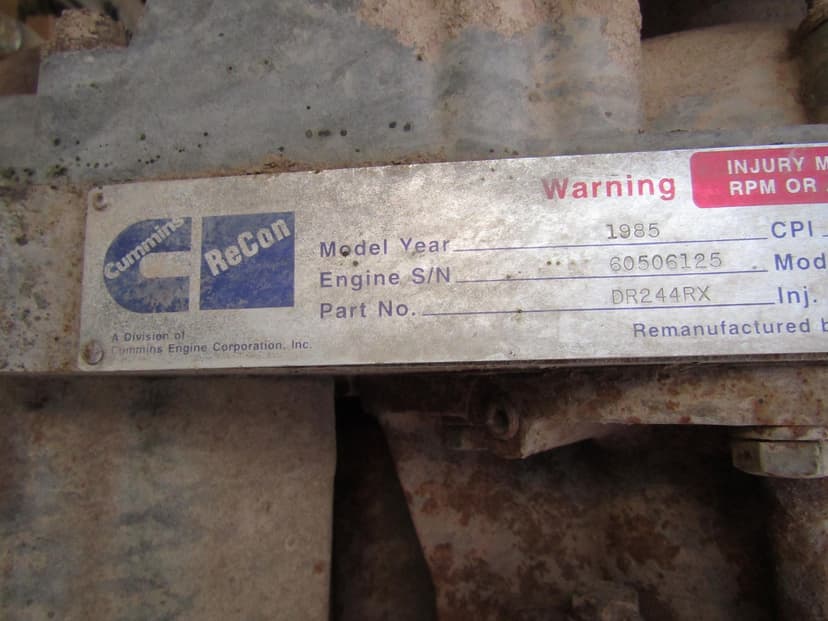 Warning
INJURY M
RPM OR
Cummins
ReCon
Model Year 1985 CPI
Engine S/N 60506125 Mod
Part No. DR244RX Inj.
A Division of
Cummins Engine Corporation, Inc.
Remanufactured b